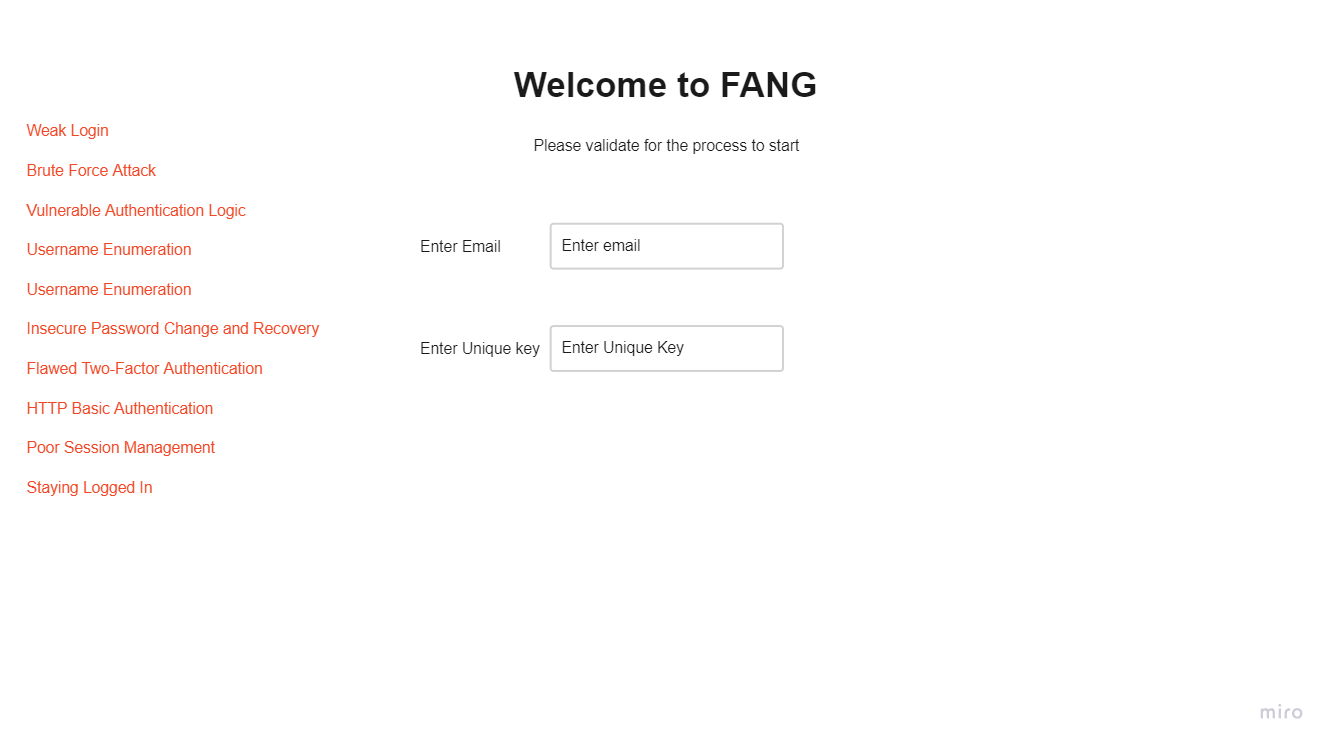 Welcome to FANG
Please validate for the process to start
Weak Login
Brute Force Attack
Vulnerable Authentication Logic
Username Enumeration
Username Enumeration
Insecure Password Change and Recovery
Flawed Two-Factor Authentication
HTTP Basic Authentication
Poor Session Management
Staying Logged In
Enter Email
Enter email
Enter Unique key
Enter Unique Key
miro